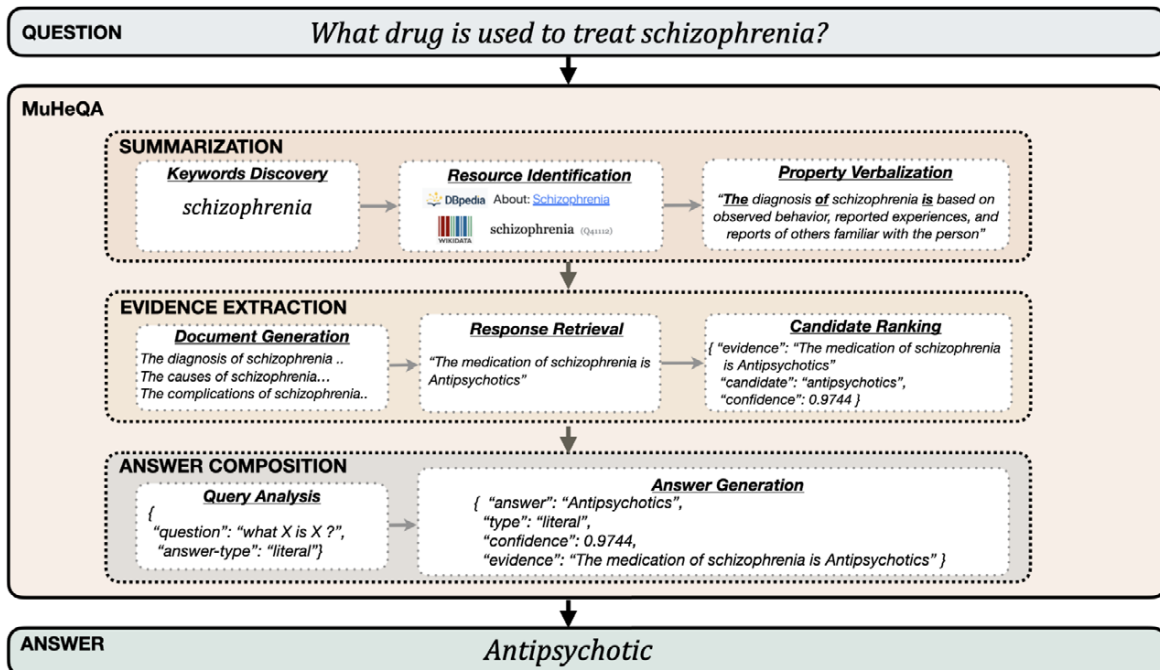 QUESTION
What drug is used to treat schizophrenia?
MuHeQA
SUMMARIZATION
Keywords Discovery
schizophrenia
Resource Identification
DBpedia About: Schizophrenia
WIKIDATA schizophrenia (Q41112)
Property Verbalization
“The diagnosis of schizophrenia is based on
observed behavior, reported experiences, and
reports of others familiar with the person”
EVIDENCE EXTRACTION
Document Generation
The diagnosis of schizophrenia ..
The causes of schizophrenia…
The complications of schizophrenia..
Response Retrieval
“The medication of schizophrenia is
Antipsychotics”
Candidate Ranking
{ “evidence”: “The medication of schizophrenia
is Antipsychotics”
“candidate”: “antipsychotics”,
“confidence”: 0.9744 }
ANSWER COMPOSITION
Query Analysis
{
“question”: “what X is X ?”,
“answer-type”: “literal”}
Answer Generation
{ “answer”: “Antipsychotics”,
“type”: “literal”,
“confidence”: 0.9744,
“evidence”: “The medication of schizophrenia is Antipsychotics” }
ANSWER
Antipsychotic